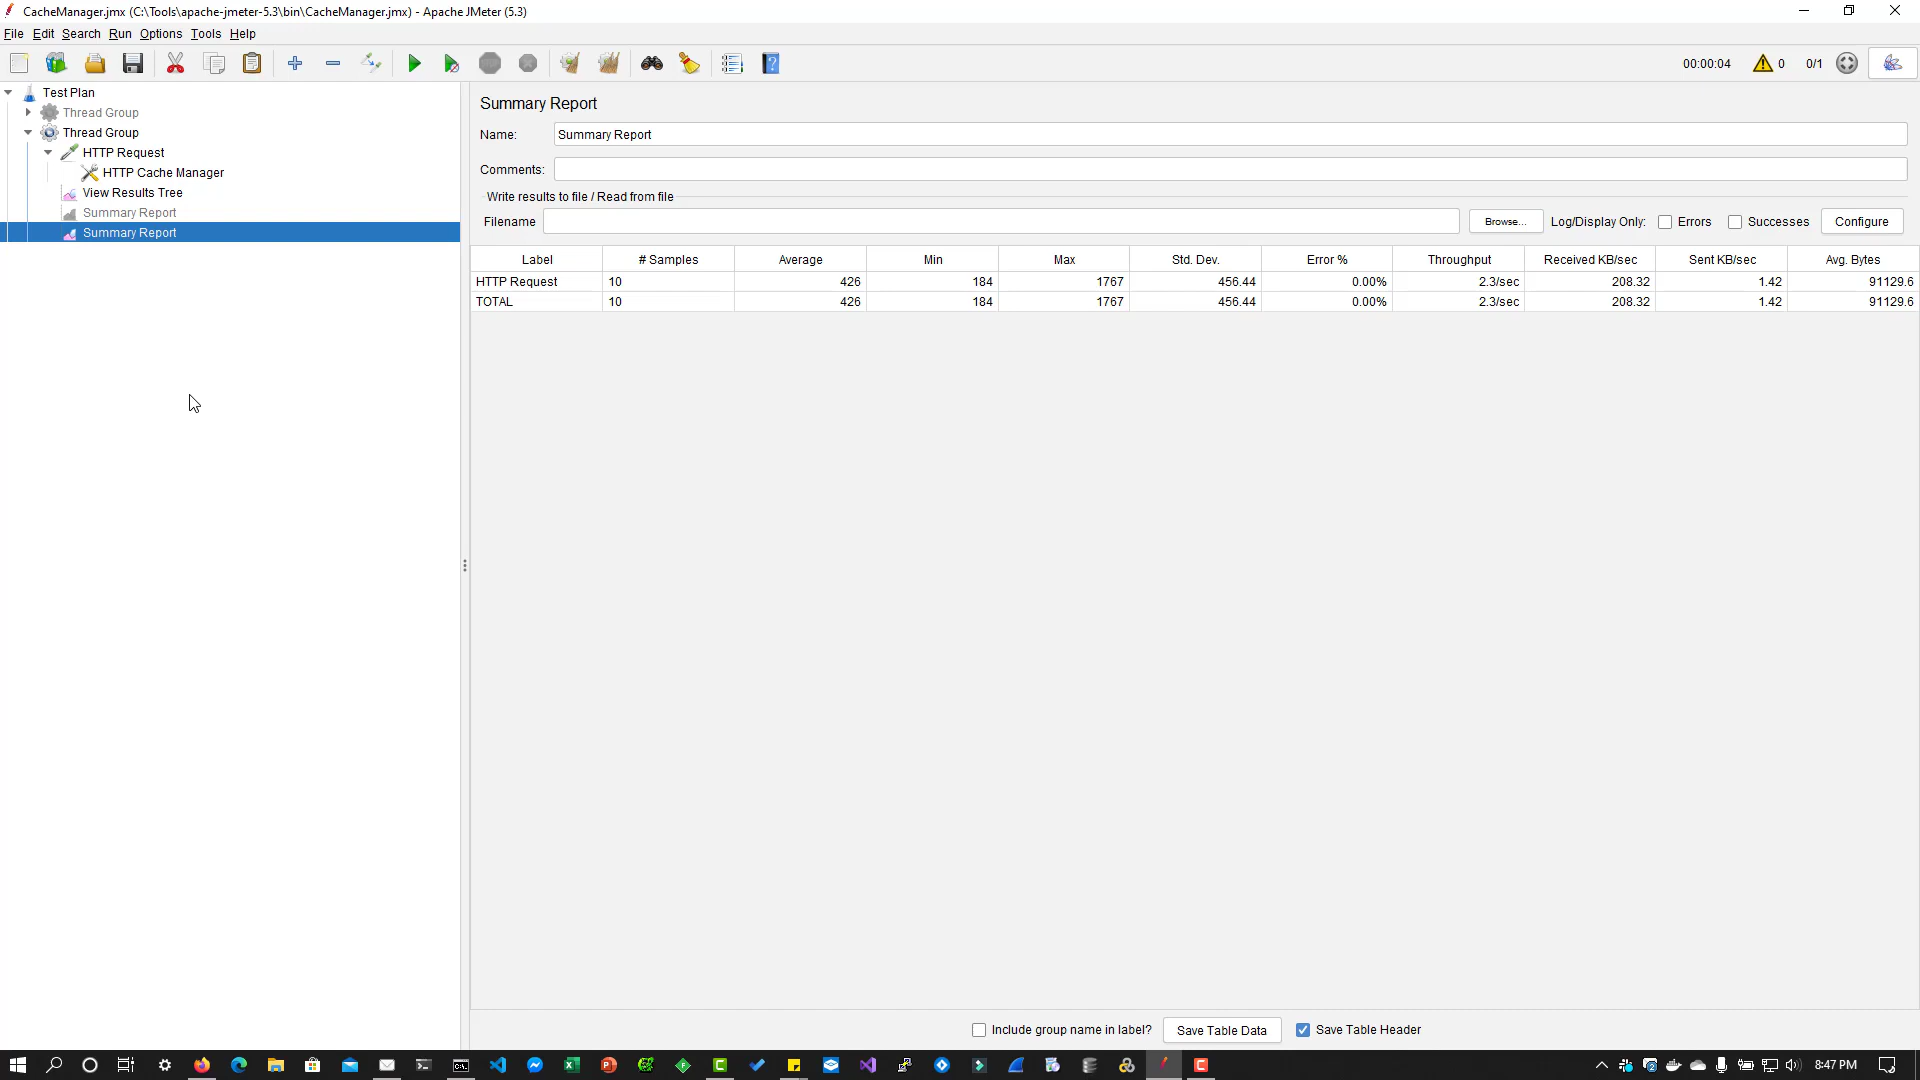 CacheManager.jmx (C:\Tools\apache-jmeter-5.3\bin\CacheManager.jmx) - Apache JMeter (5.3)
File Edit Search Run Options Tools Help
00:00:04 0 0/1
Test Plan
Thread Group
Thread Group
HTTP Request
HTTP Cache Manager
View Results Tree
Summary Report
Summary Report
Summary Report
Name: Summary Report
Comments:
Write results to file / Read from file
Filename Browse... Log/Display Only: Errors Successes Configure
Label # Samples Average Min Max Std. Dev. Error % Throughput Received KB/sec Sent KB/sec Avg. Bytes
HTTP Request 10 426 184 1767 456.44 0.00% 2.3/sec 208.32 1.42 91129.6
TOTAL 10 426 184 1767 456.44 0.00% 2.3/sec 208.32 1.42 91129.6
Include group name in label? Save Table Data Save Table Header
8:47 PM